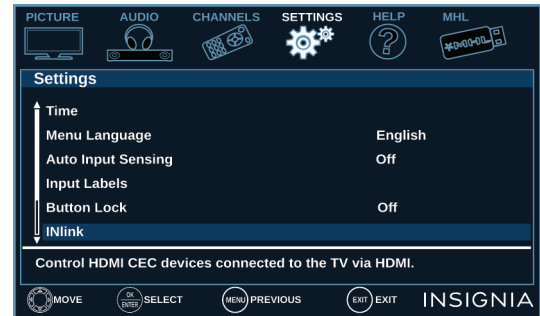 PICTURE AUDIO CHANNELS SETTINGS HELP MHL
?
MHL
Settings
Time
Menu Language English
Auto Input Sensing Off
Input Labels
Button Lock Off
INlink
Control HDMI CEC devices connected to the TV via HDMI.
MOVE OK ENTER SELECT MENU PREVIOUS EXIT EXIT INSIGNIA